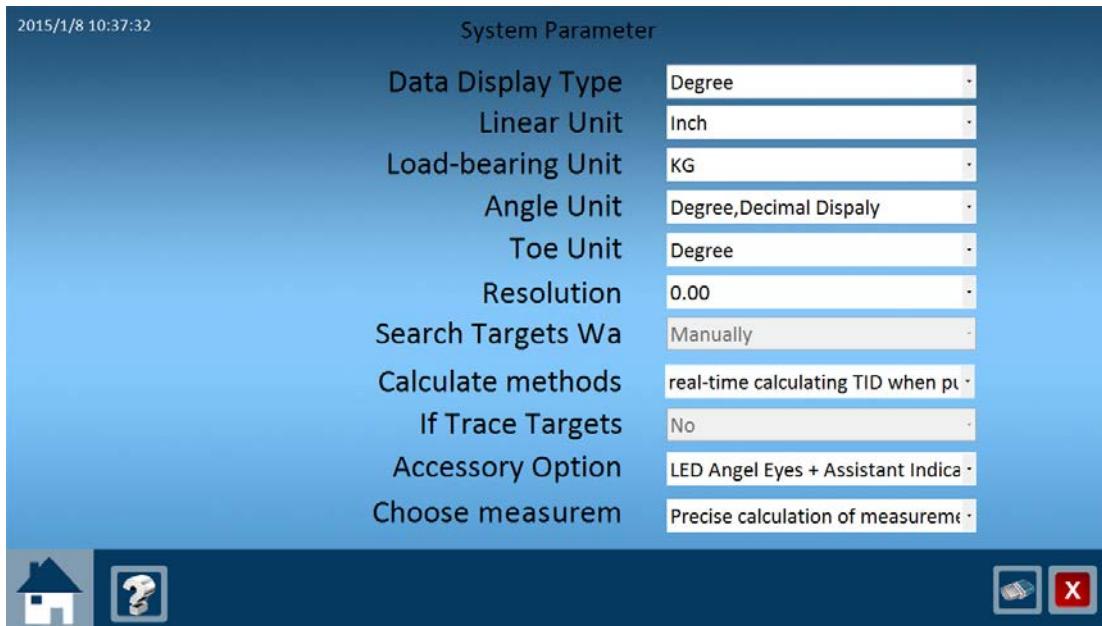 2015/1/8 10:37:32
System Parameter
Data Display Type Degree
Linear Unit Inch
Load-bearing Unit KG
Angle Unit Degree,Decimal Dispaly
Toe Unit Degree
Resolution 0.00
Search Targets Wa Manually
Calculate methods real-time calculating TID when pu
If Trace Targets No
Accessory Option LED Angel Eyes + Assistant Indica
Choose measurem Precise calculation of measureme
? X